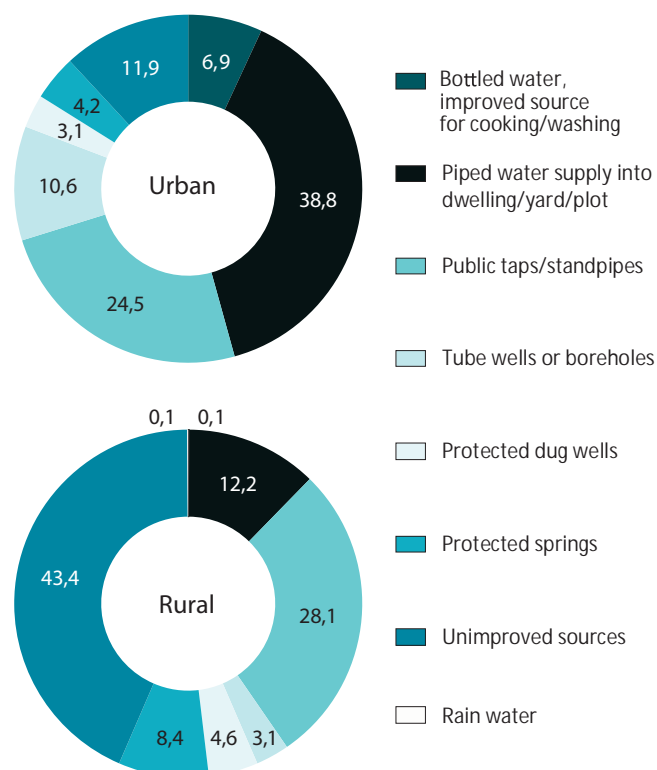 11,9
6,9
4,2
3,1
10,6
Urban
38,8
24,5
0,1
0,1
12,2
43,4
Rural
28,1
8,4
4,6
3,1
Bottled water,
improved source
for cooking/washing
Piped water supply into
dwelling/yard/plot
Public taps/standpipes
Tube wells or boreholes
Protected dug wells
Protected springs
Unimproved sources
Rain water